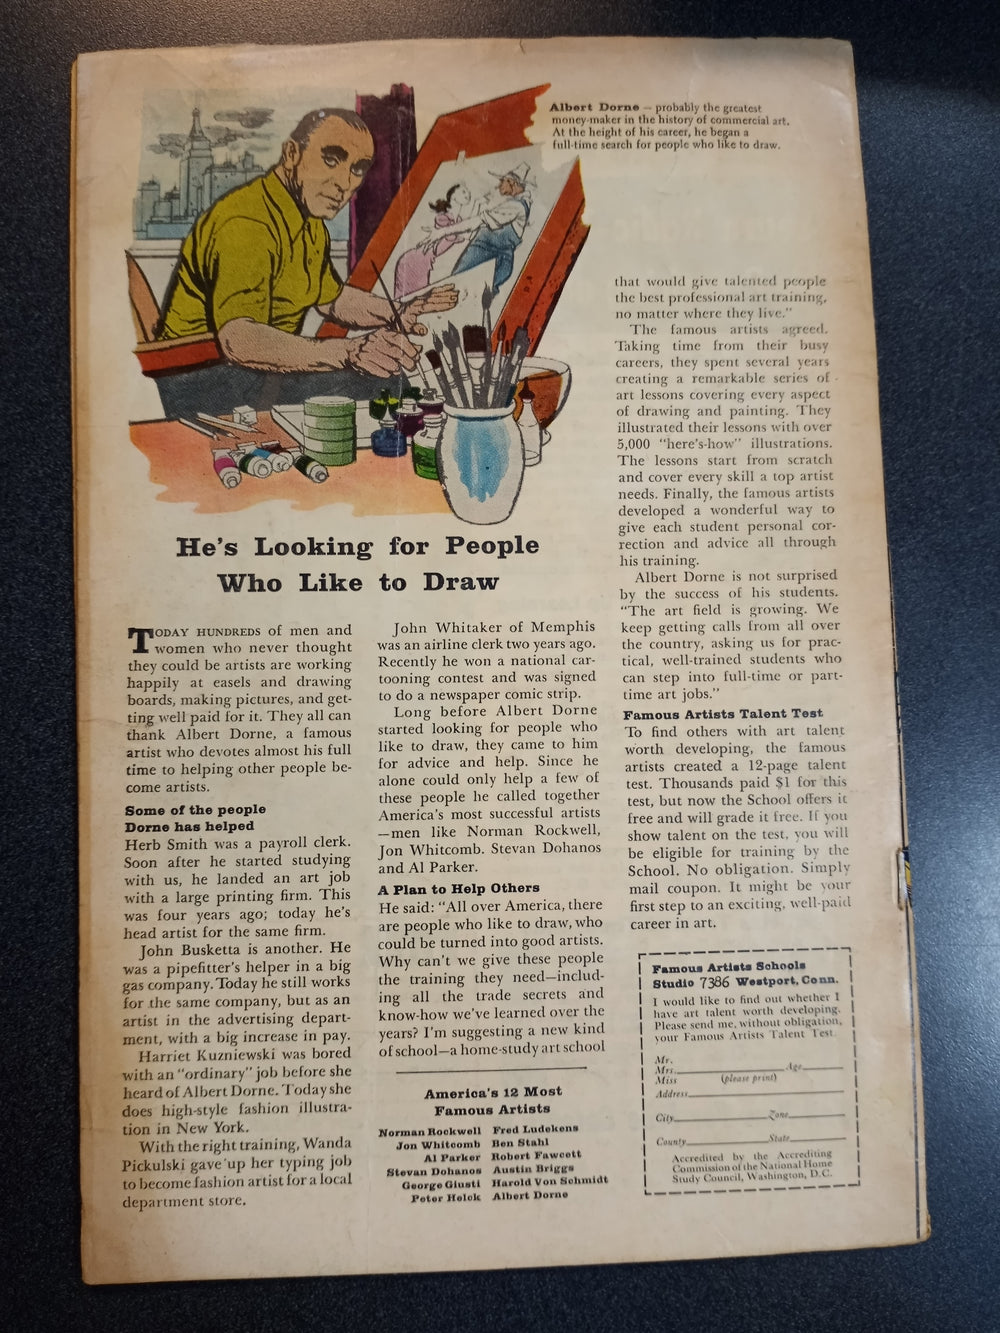 Albert Dorne — probably the greatest
money-maker in the history of commercial art.
At the height of his career, he began a
full-time search for people who like to draw.
He's Looking for People
Who Like to Draw
TODAY HUNDREDS of men and
women who never thought
they could be artists are working
happily at easels and drawing
boards, making pictures, and get-
ting well paid for it. They all can
thank Albert Dorne, a famous
artist who devotes almost his full
time to helping other people be-
come artists.
Some of the people
Dorne has helped
Herb Smith was a payroll clerk.
Soon after he started studying
with us, he landed an art job
with a large printing firm. This
was four years ago; today he's
head artist for the same firm.
John Busketta is another. He
was a pipefitter's helper in a big
gas company. Today he still works
for the same company, but as an
artist in the advertising depart-
ment, with a big increase in pay.
Harriet Kuzniewski was bored
with an "ordinary" job before she
heard of Albert Dorne. Today she
does high-style fashion illustra-
tion in New York.
With the right training, Wanda
Pickulski gave up her typing job
to become fashion artist for a local
department store.
John Whitaker of Memphis
was an airline clerk two years ago.
Recently he won a national car-
tooning contest and was signed
to do a newspaper comic strip.
Long before Albert Dorne
started looking for people who
like to draw, they came to him
for advice and help. Since he
alone could only help a few of
these people he called together
America's most successful artists
—men like Norman Rockwell,
Jon Whitcomb. Stevan Dohanos
and Al Parker.
A Plan to Help Others
He said: "All over America, there
are people who like to draw, who
could be turned into good artists.
Why can't we give these people
the training they need—includ-
ing all the trade secrets and
know-how we've learned over the
years? I'm suggesting a new kind
of school—a home-study art school
America's 12 Most
Famous Artists
Norman Rockwell Fred Ludekens
Jon Whitcomb Ben Stahl
Al Parker Robert Fawcett
Stevan Dohanos Austin Briggs
George Giusti Harold Von Schmidt
Peter Helck Albert Dorne
that would give talented people
the best professional art training,
no matter where they live."
The famous artists agreed.
Taking time from their busy
careers, they spent several years
creating a remarkable series of
art lessons covering every aspect
of drawing and painting. They
illustrated their lessons with over
5,000 "here's-how" illustrations.
The lessons start from scratch
and cover every skill a top artist
needs. Finally, the famous artists
developed a wonderful way to
give each student personal cor-
rection and advice all through
his training.
Albert Dorne is not surprised
by the success of his students.
"The art field is growing. We
keep getting calls from all over
the country, asking us for prac-
tical, well-trained students who
can step into full-time or part-
time art jobs."
Famous Artists Talent Test
To find others with art talent
worth developing, the famous
artists created a 12-page talent
test. Thousands paid $1 for this
test, but now the School offers it
free and will grade it free. If you
show talent on the test, you will
be eligible for training by the
School. No obligation. Simply
mail coupon. It might be your
first step to an exciting, well-paid
career in art.
Famous Artists Schools
Studio 7386 Westport, Conn.
I would like to find out whether I
have art talent worth developing.
Please send me, without obligation,
your Famous Artists Talent Test.
Mr.
Mrs. Age
Miss (please print)
Address
City Zone
County State
Accredited by the Accrediting
Commission of the National Home
Study Council, Washington, D.C.